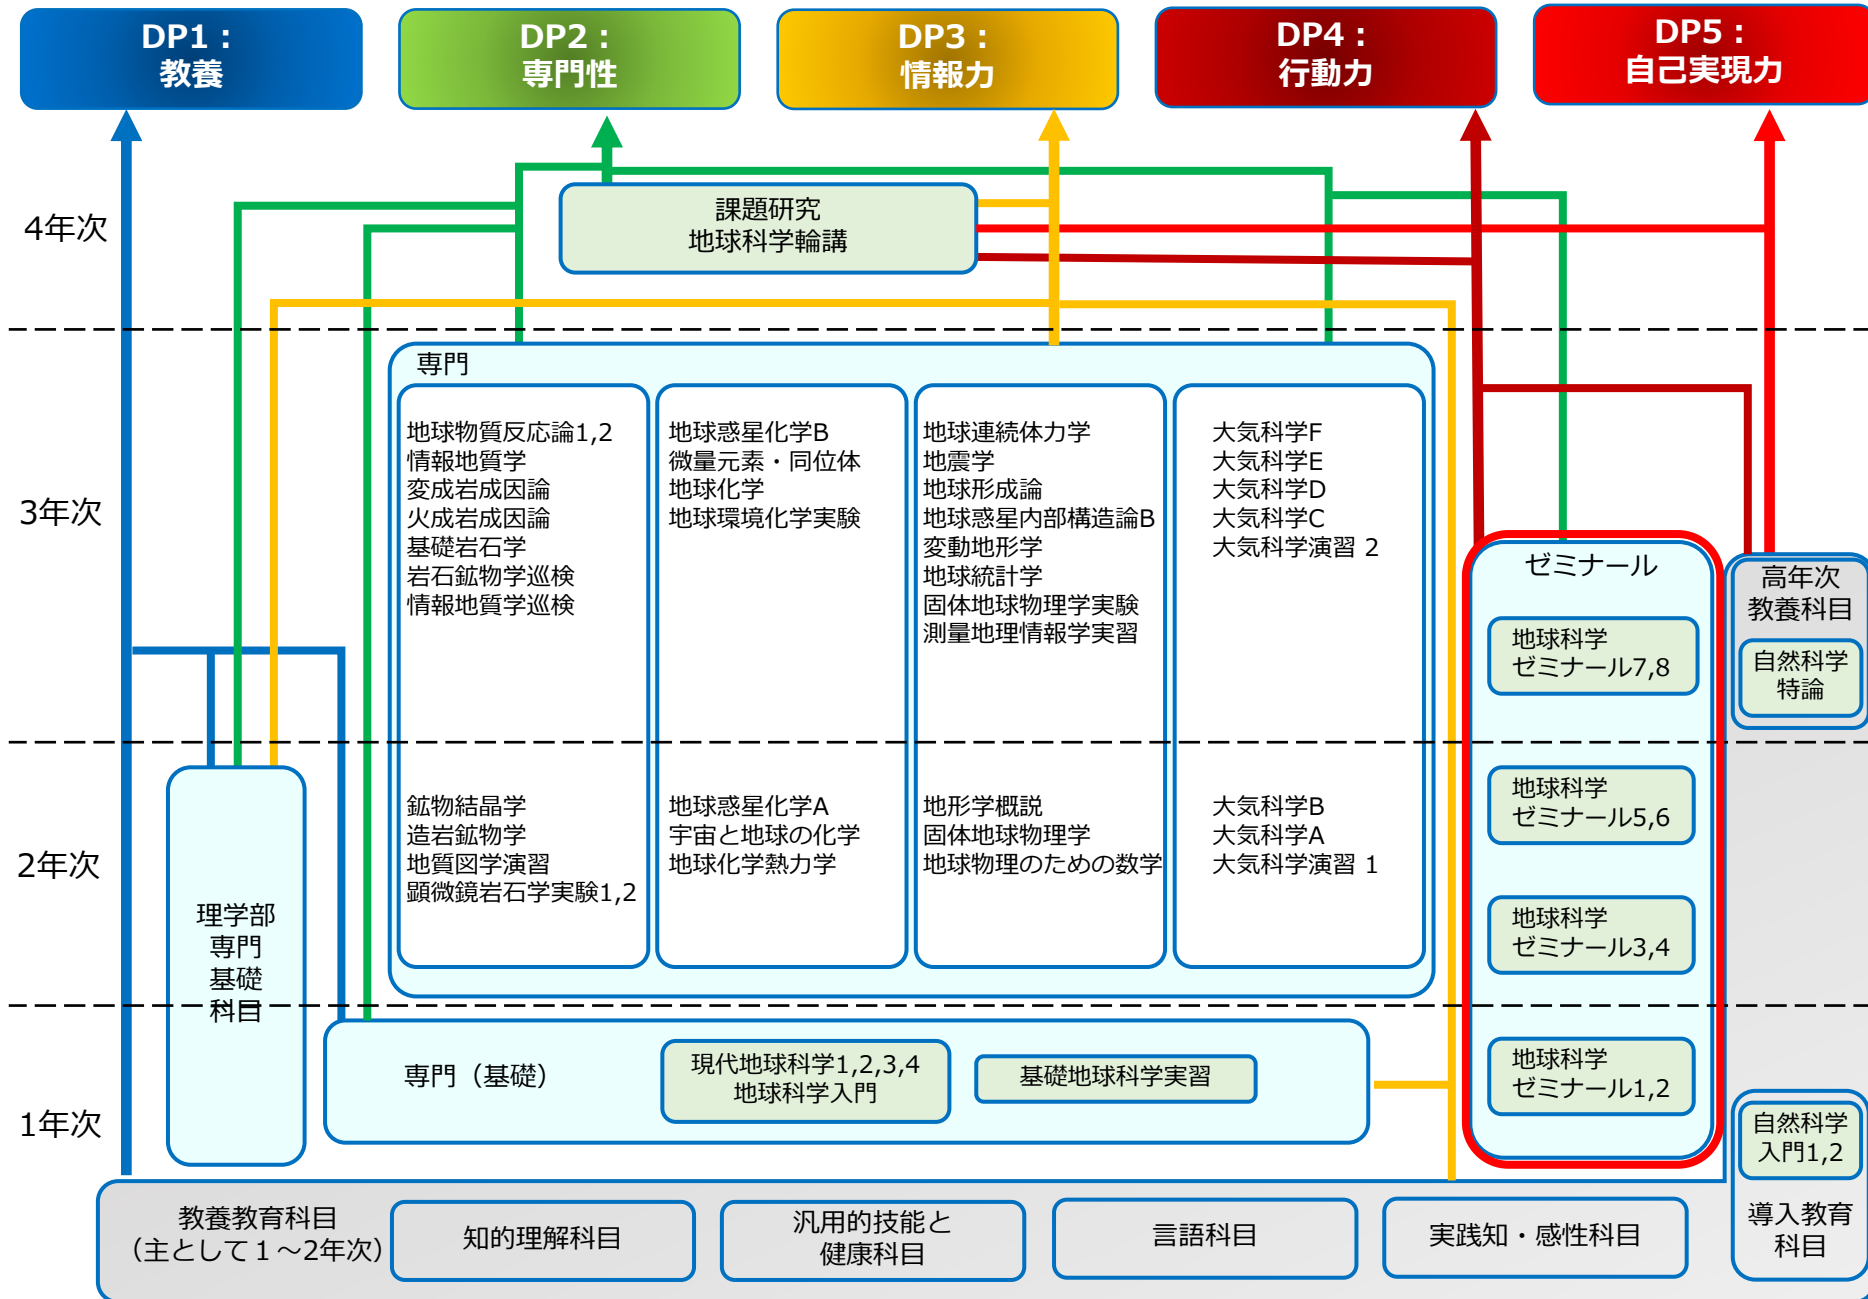 DP1：
教養
DP2：
専門性
DP3：
情報力
DP4：
行動力
DP5：
自己実現力
4年次
課題研究
地球科学輪講
3年次
専門
地球物質反応論1,2
情報地質学
変成岩成因論
火成岩成因論
基礎岩石学
岩石鉱物学巡検
情報地質学巡検
地球惑星化学B
微量元素・同位体
地球化学
地球環境化学実験
地球連続体力学
地震学
地球形成論
地球惑星内部構造論B
変動地形学
地球統計学
固体地球物理学実験
測量地理情報学実習
大気科学F
大気科学E
大気科学D
大気科学C
大気科学演習 2
ゼミナール
地球科学
ゼミナール7,8
高年次
教養科目
自然科学
特論
2年次
理学部
専門
基礎
科目
鉱物結晶学
造岩鉱物学
地質図学演習
顕微鏡岩石学実験1,2
地球惑星化学A
宇宙と地球の化学
地球化学熱力学
地形学概説
固体地球物理学
地球物理のための数学
大気科学B
大気科学A
大気科学演習 1
地球科学
ゼミナール5,6
地球科学
ゼミナール3,4
1年次
専門（基礎）
現代地球科学1,2,3,4
地球科学入門
基礎地球科学実習
地球科学
ゼミナール1,2
自然科学
入門1,2
導入教育
科目
教養教育科目
（主として１～2年次）
知的理解科目
汎用的技能と
健康科目
言語科目
実践知・感性科目